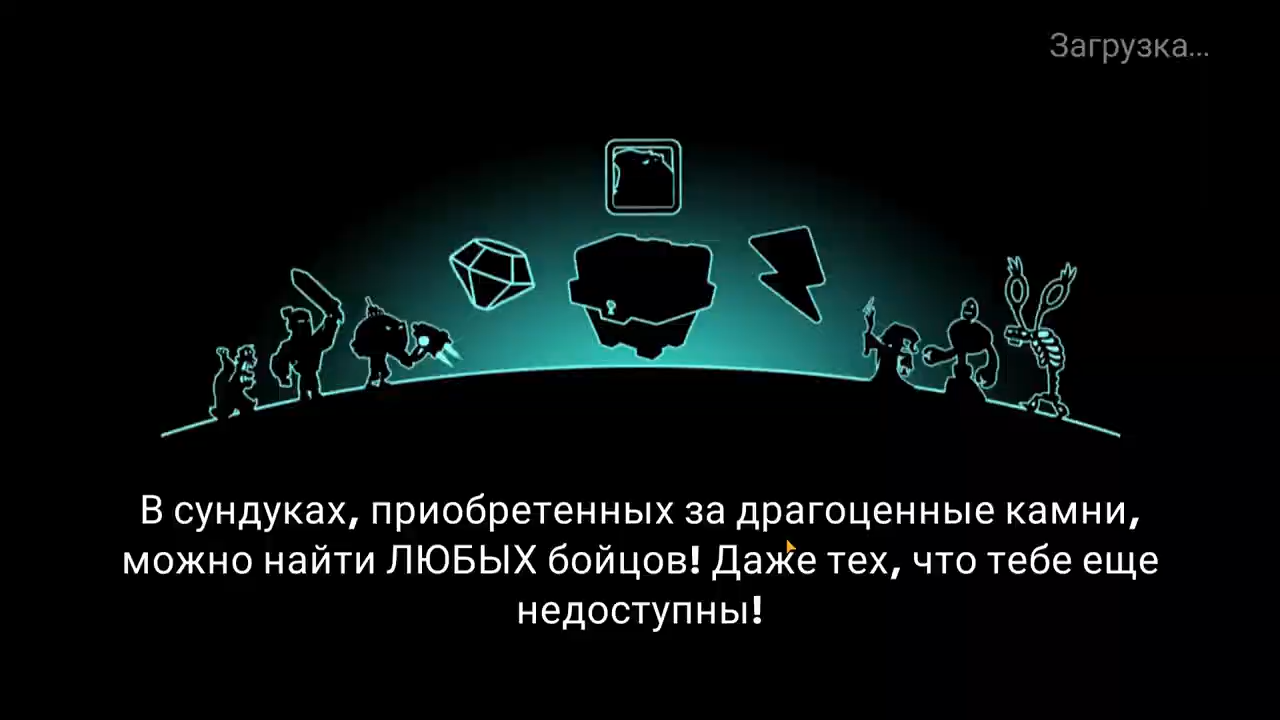 Загрузка...
В сундуках, приобретенных за драгоценные камни,
можно найти ЛЮБЫХ бойцов! Даже тех, что тебе еще
недоступны!